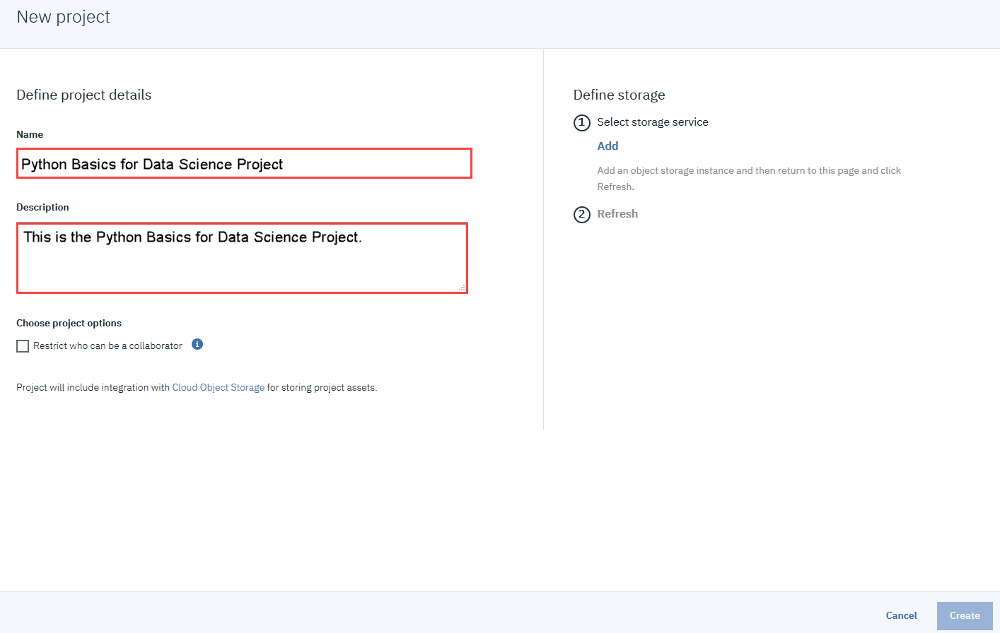 New project
Define project details
Name
Python Basics for Data Science Project
Description
This is the Python Basics for Data Science Project.
Choose project options
Restrict who can be a collaborator
Project will include integration with Cloud Object Storage for storing project assets.
Define storage
1 Select storage service
Add
Add an object storage instance and then return to this page and click
Refresh.
2 Refresh
Cancel Create